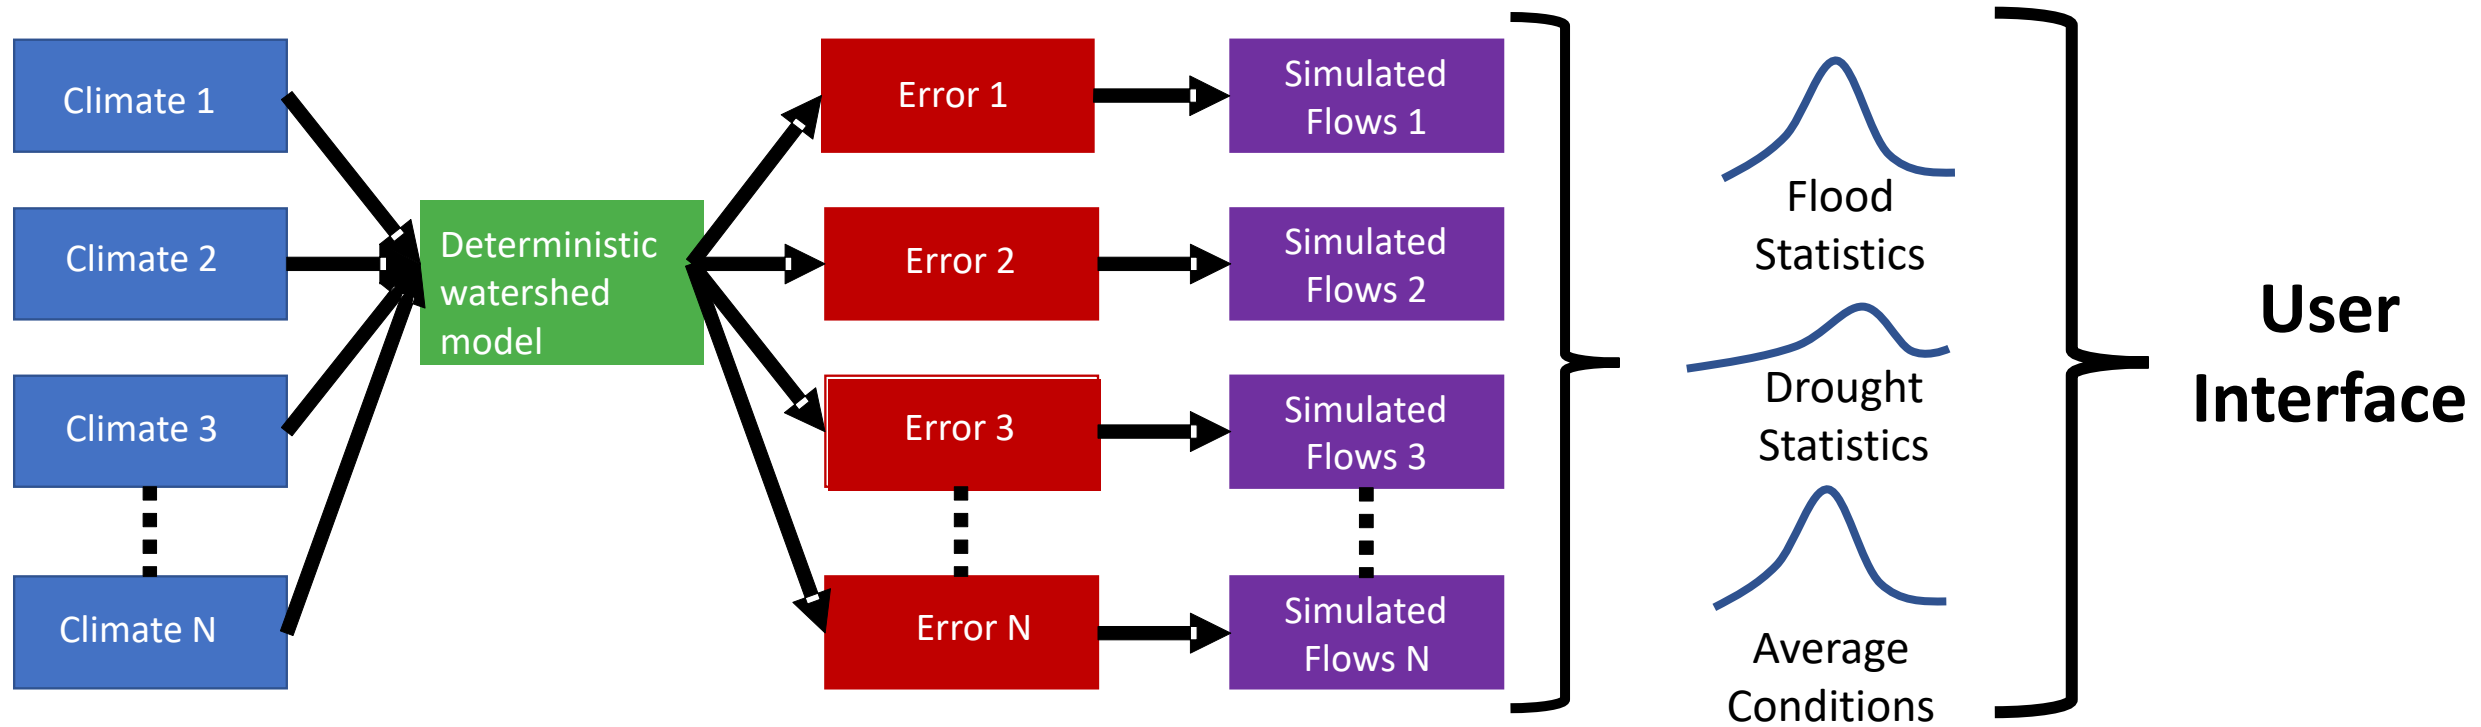 Climate 1
Climate 2
Climate 3
Climate N
Deterministic
watershed
model
Error 1
Error 2
Error 3
Error N
Simulated
Flows 1
Simulated
Flows 2
Simulated
Flows 3
Simulated
Flows N
Flood
Statistics
Drought
Statistics
Average
Conditions
User
Interface